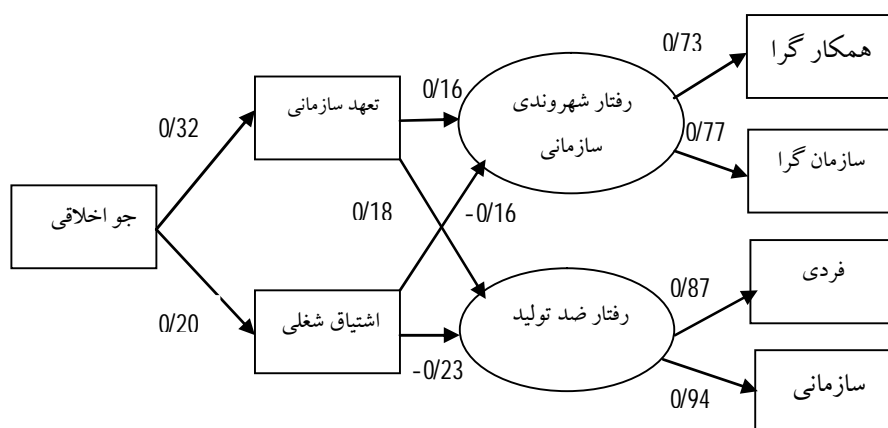 همکار گرا
0/73
تعهد سازمانی
0/16
رفتار شهروندی
سازمانی
0/32
0/77
سازمان گرا
جو اخلاقی
0/18
-0/16
فردی
0/87
0/20
اشتیاق شغلی
رفتار ضد تولید
-0/23
سازمانی
0/94